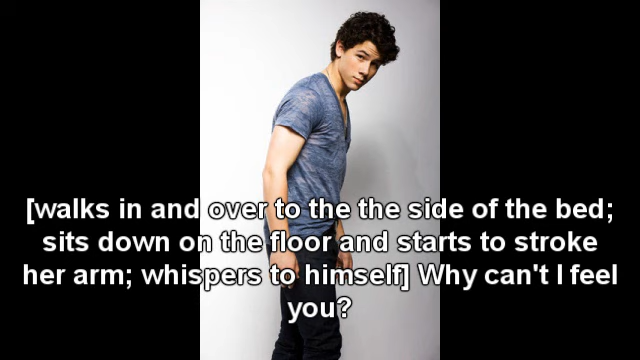 [walks in and over to the the side of the bed;
sits down on the floor and starts to stroke
her arm; whispers to himself] Why can't I feel
you?